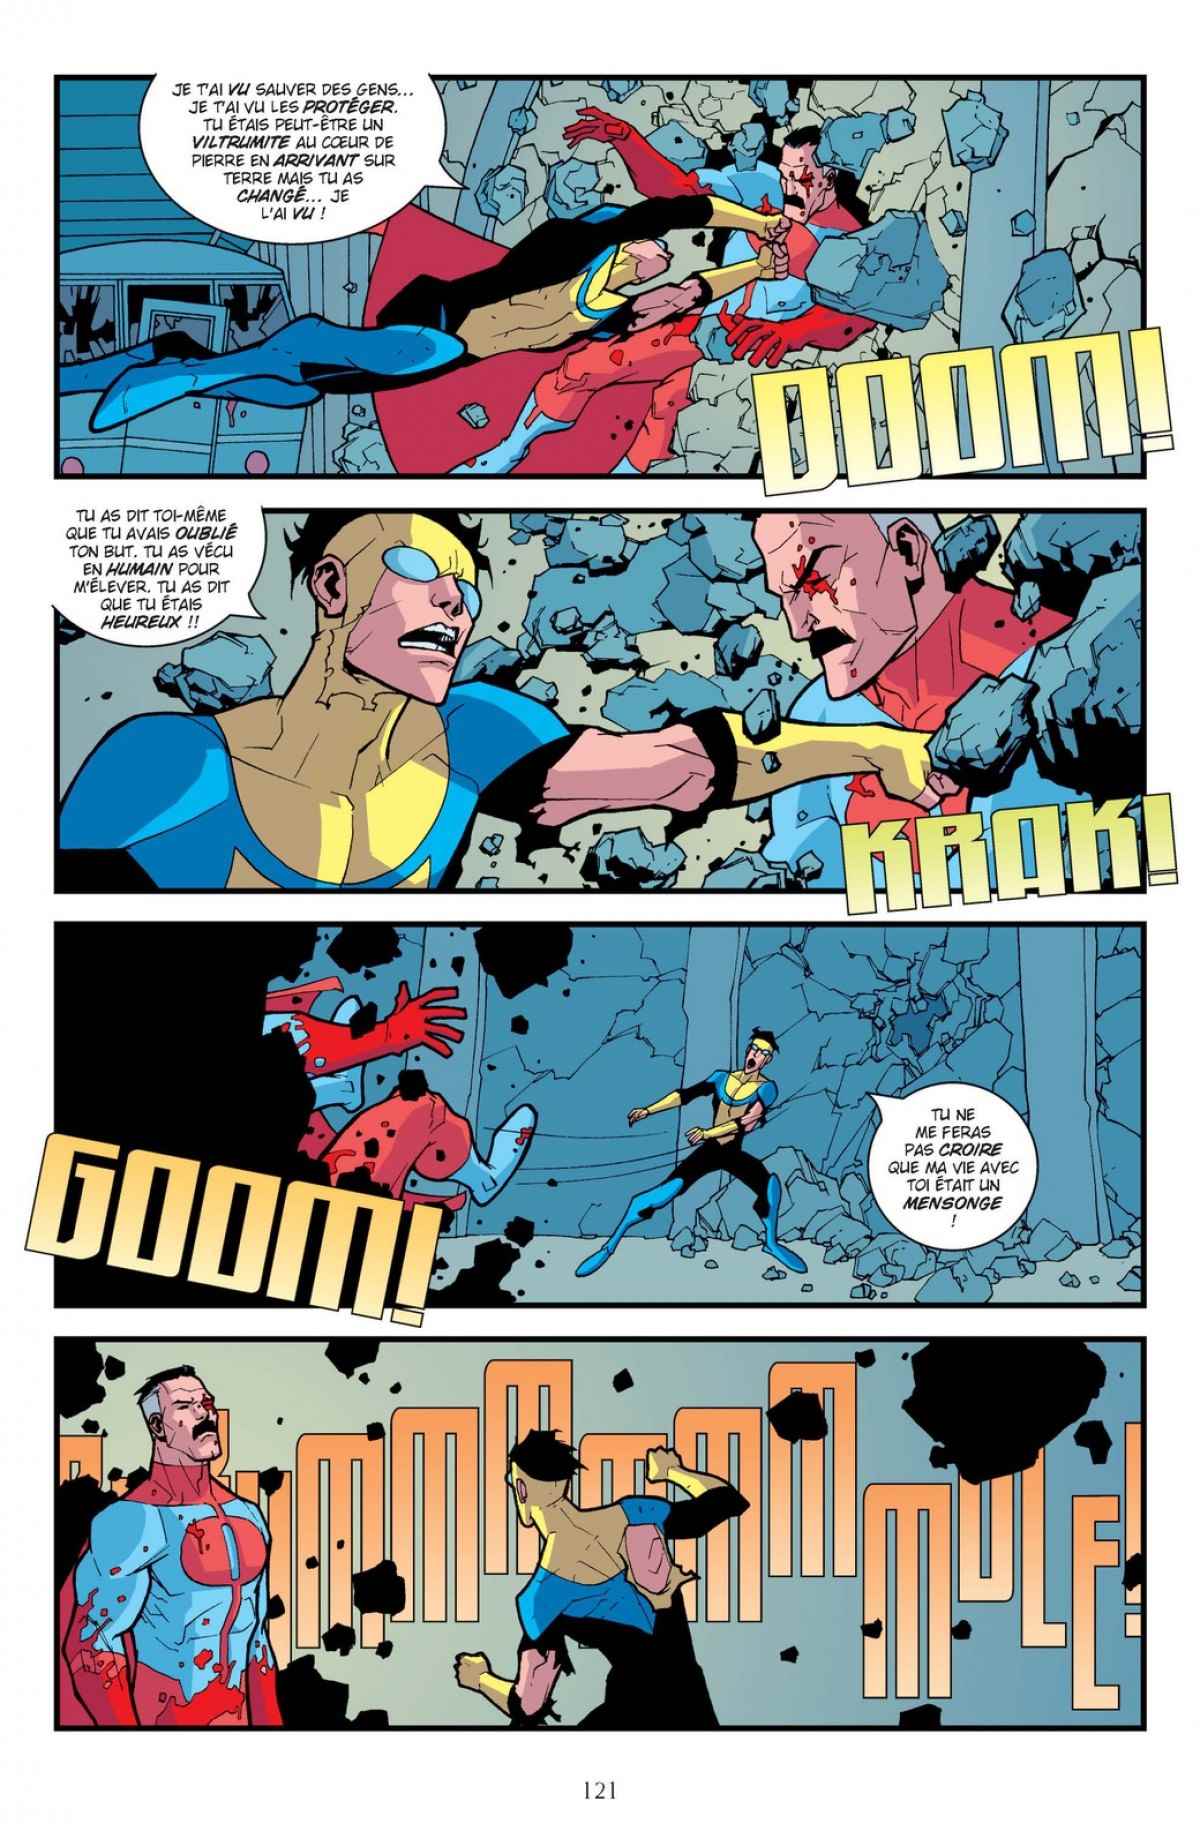 JE T'AI VU SAUVER DES GENS...
JE T'AI VU LES PROTÉGER.
TU ÉTAIS PEUT-ÊTRE UN
VILTRUMITE AU CŒUR DE
PIERRE EN ARRIVANT SUR
TERRE MAIS TU AS
CHANGÉ... JE
L'AI VU !
DOOM!
TU AS DIT TOI-MÊME
QUE TU AVAIS OUBLIÉ
TON BUT. TU AS VÉCU
EN HUMAIN POUR
M'ÉLEVER. TU AS DIT
QUE TU ÉTAIS
HEUREUX !!
KRAK!
GOOM!
TU NE
ME FERAS
PAS CROIRE
QUE MA VIE AVEC
TOI ÉTAIT UN
MENSONGE
!
121